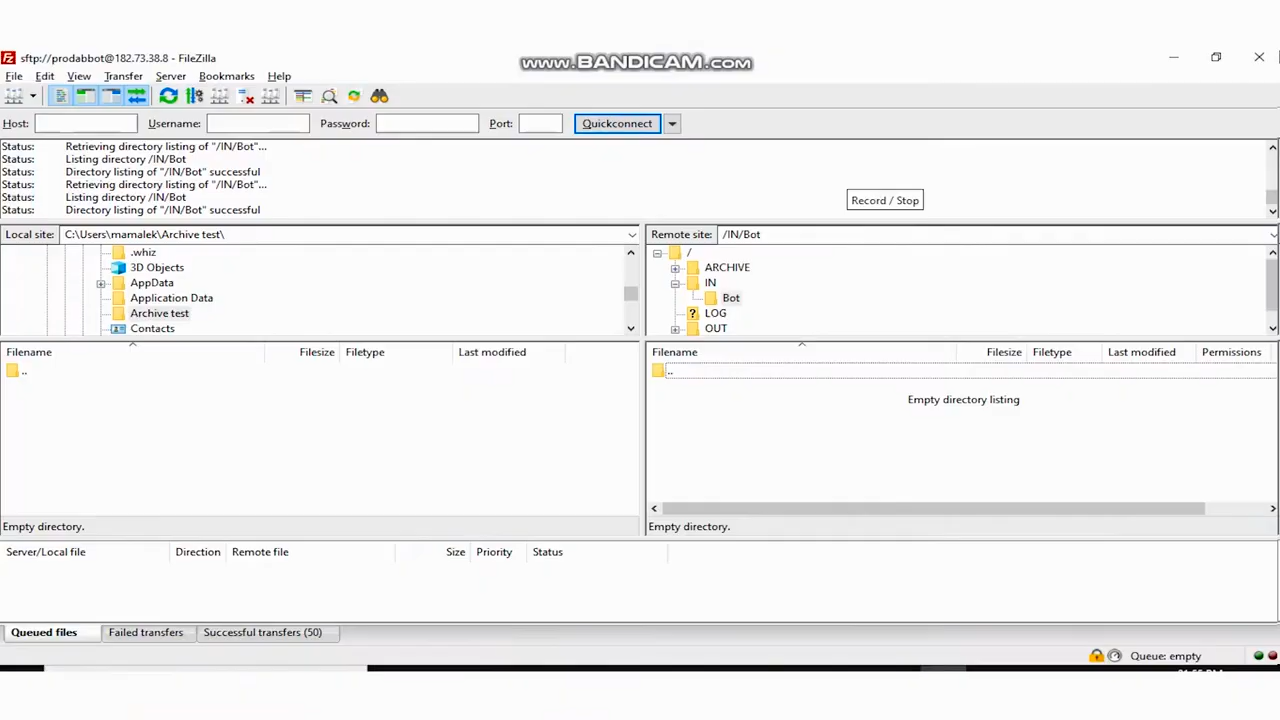 sftp://prodabbot@182.73.38.8 - FileZilla
www.BANDICAM.com
File Edit View Transfer Server Bookmarks Help
Host: Username: Password: Port: Quickconnect
Status: Retrieving directory listing of "/IN/Bot"...
Status: Listing directory /IN/Bot
Status: Directory listing of "/IN/Bot" successful
Status: Retrieving directory listing of "/IN/Bot"...
Status: Listing directory /IN/Bot
Status: Directory listing of "/IN/Bot" successful
Record / Stop
Local site: C:\Users\mamalek\Archive test\
.whiz
3D Objects
AppData
Application Data
Archive test
Contacts
Remote site: /IN/Bot
/
ARCHIVE
IN
Bot
? LOG
OUT
Filename Filesize Filetype Last modified
..
Empty directory.
Filename Filesize Filetype Last modified Permissions
..
Empty directory listing
Empty directory.
Server/Local file Direction Remote file Size Priority Status
Queued files Failed transfers Successful transfers (50)
Queue: empty